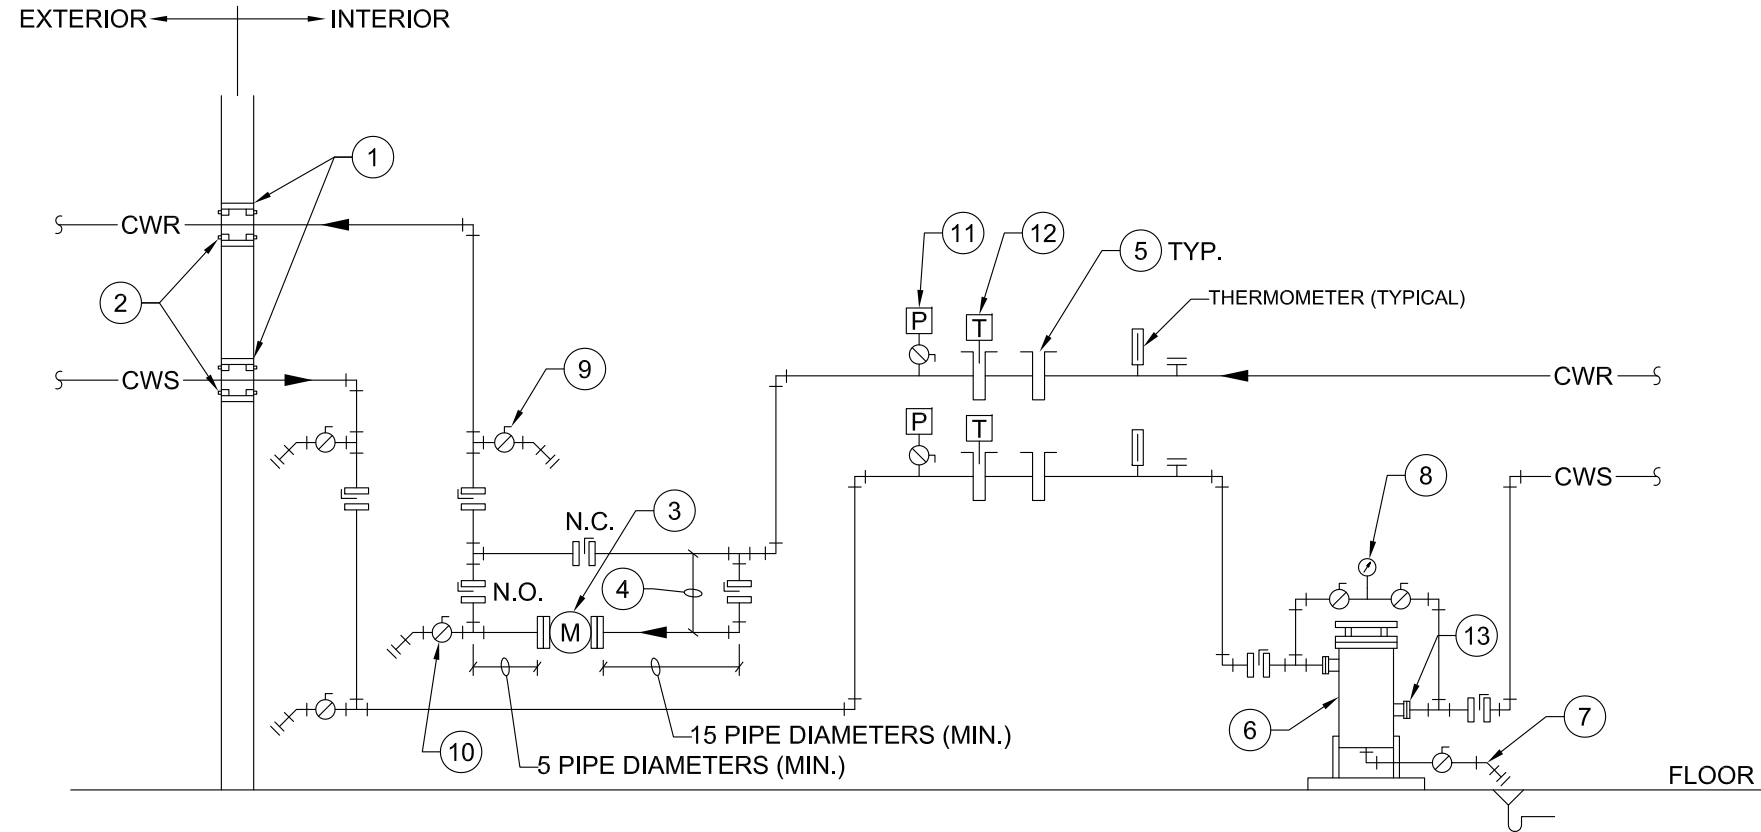 EXTERIOR INTERIOR
1
CWR
11
12
5 TYP.
2
THERMOMETER (TYPICAL)
P
T
CWS
9
CWR
P
T
8
CWS
N.C.
3
N.O.
4
M
13
10
6
7
15 PIPE DIAMETERS (MIN.)
5 PIPE DIAMETERS (MIN.)
FLOOR